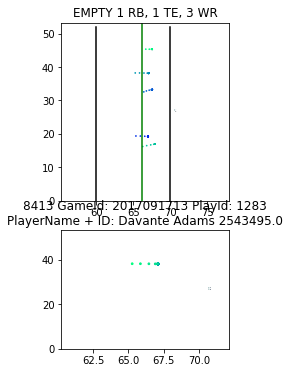 EMPTY 1 RB, 1 TE, 3 WR
50
40
30
20
10
0
60 65 70 75
8413 GameId: 2017091713 PlayId: 1283
PlayerName + ID: Davante Adams 2543495.0
40
20
0
62.5 65.0 67.5 70.0